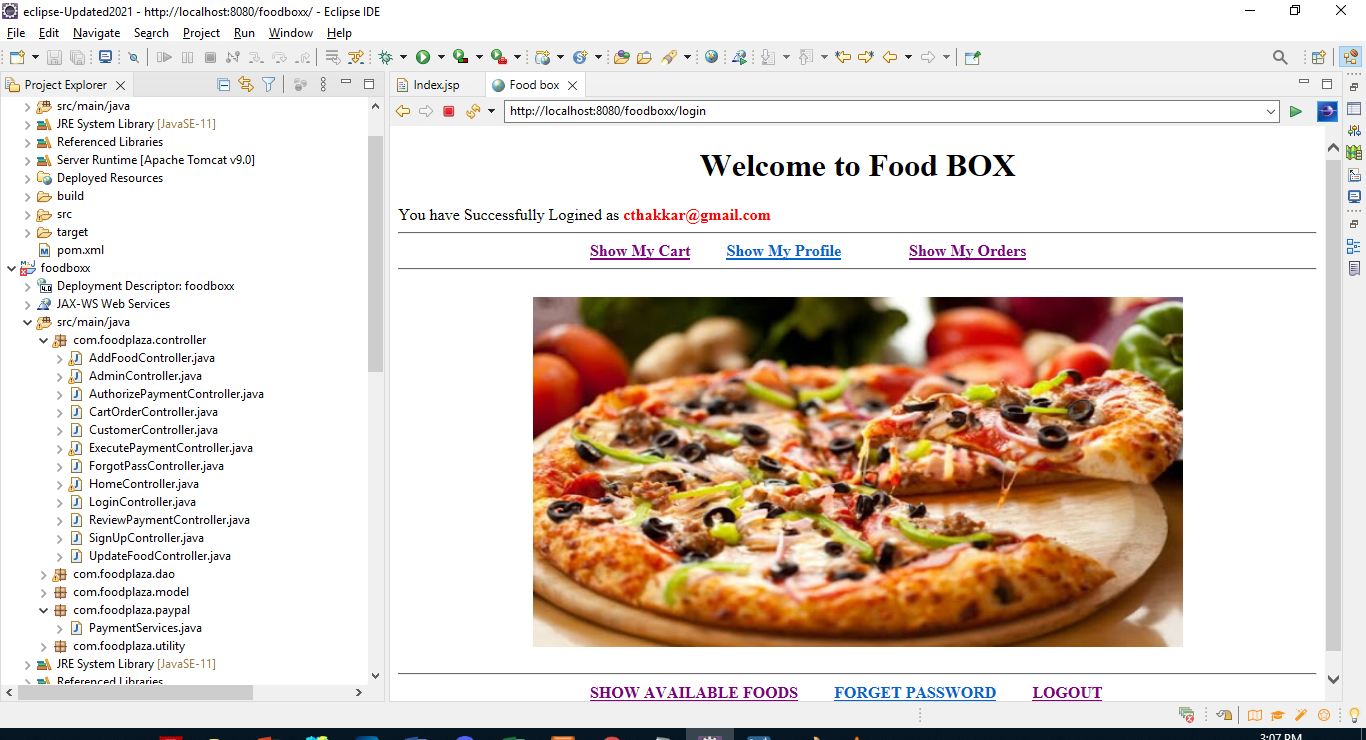 eclipse-Updated2021 - http://localhost:8080/foodboxx/ - Eclipse IDE
File Edit Navigate Search Project Run Window Help
Project Explorer
Index.jsp
Food box
http://localhost:8080/foodboxx/login
src/main/java
JRE System Library [JavaSE-11]
Referenced Libraries
Server Runtime [Apache Tomcat v9.0]
Deployed Resources
build
src
target
pom.xml
foodboxx
Deployment Descriptor: foodboxx
JAX-WS Web Services
src/main/java
com.foodplaza.controller
AddFoodController.java
AdminController.java
AuthorizePaymentController.java
CartOrderController.java
CustomerController.java
ExecutePaymentController.java
ForgotPassController.java
HomeController.java
LoginController.java
ReviewPaymentController.java
SignUpController.java
UpdateFoodController.java
com.foodplaza.dao
com.foodplaza.model
com.foodplaza.paypal
PaymentServices.java
com.foodplaza.utility
JRE System Library [JavaSE-11]
Referenced Libraries
Welcome to Food BOX
You have Successfully Logined as cthakkar@gmail.com
Show My Cart Show My Profile Show My Orders
SHOW AVAILABLE FOODS FORGET PASSWORD LOGOUT
3:07 PM